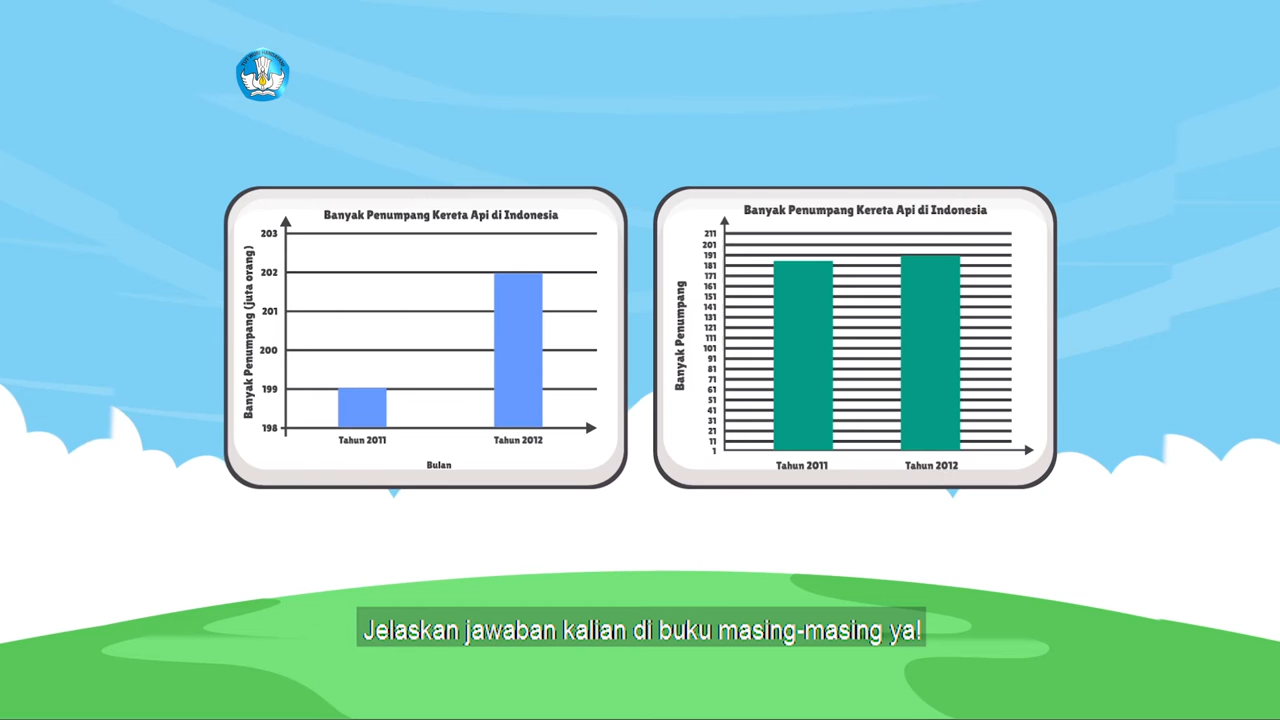 Banyak Penumpang Kereta Api di Indonesia
Banyak Penumpang (juta orang)
203
202
201
200
199
198
Tahun 2011
Tahun 2012
Bulan
Banyak Penumpang Kereta Api di Indonesia
Banyak Penumpang
211
201
191
181
171
161
151
141
131
121
111
101
91
81
71
61
51
41
31
21
11
1
Tahun 2011
Tahun 2012
Jelaskan jawaban kalian di buku masing-masing ya!